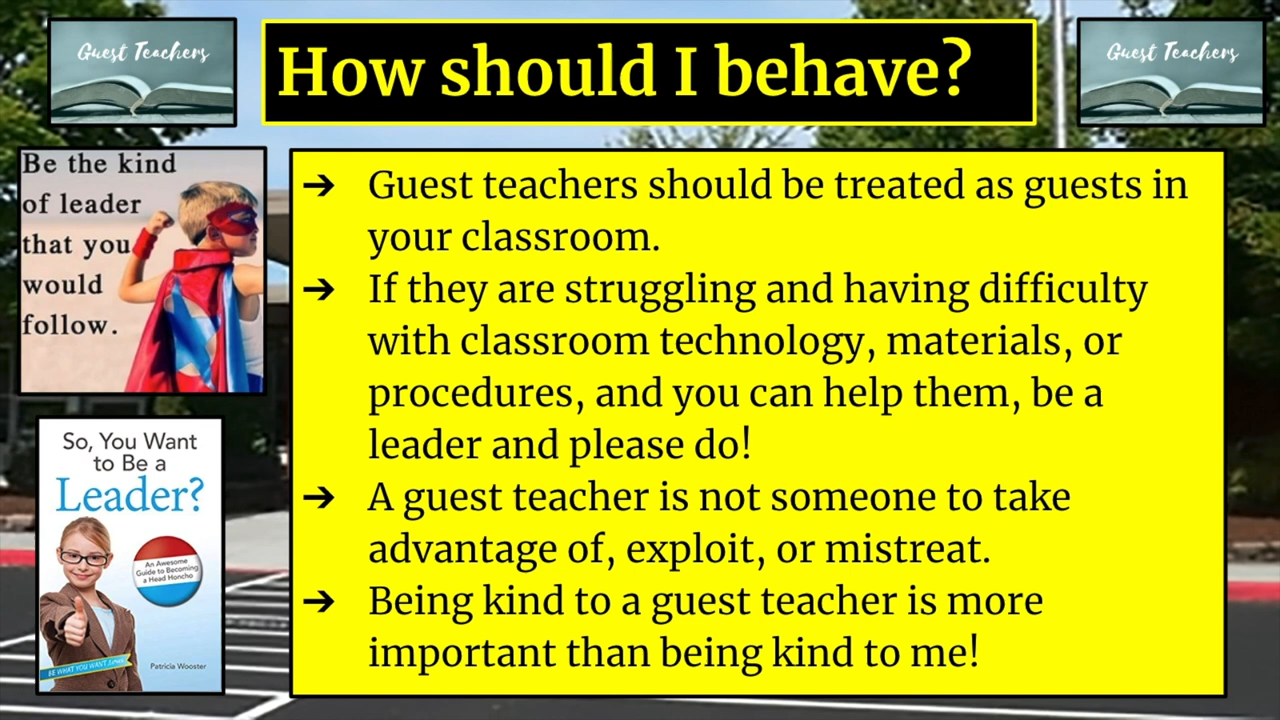 Guest Teachers
How should I behave?
Guest Teachers
Be the kind
of leader
that you
would
follow.
➔ Guest teachers should be treated as guests in
your classroom.
➔ If they are struggling and having difficulty
with classroom technology, materials, or
procedures, and you can help them, be a
leader and please do!
➔ A guest teacher is not someone to take
advantage of, exploit, or mistreat.
➔ Being kind to a guest teacher is more
important than being kind to me!
So, You Want
to Be a
Leader?
An Awesome
Guide to Becoming
a Head Honcho
BE WHAT YOU WANT
Patricia Wooster